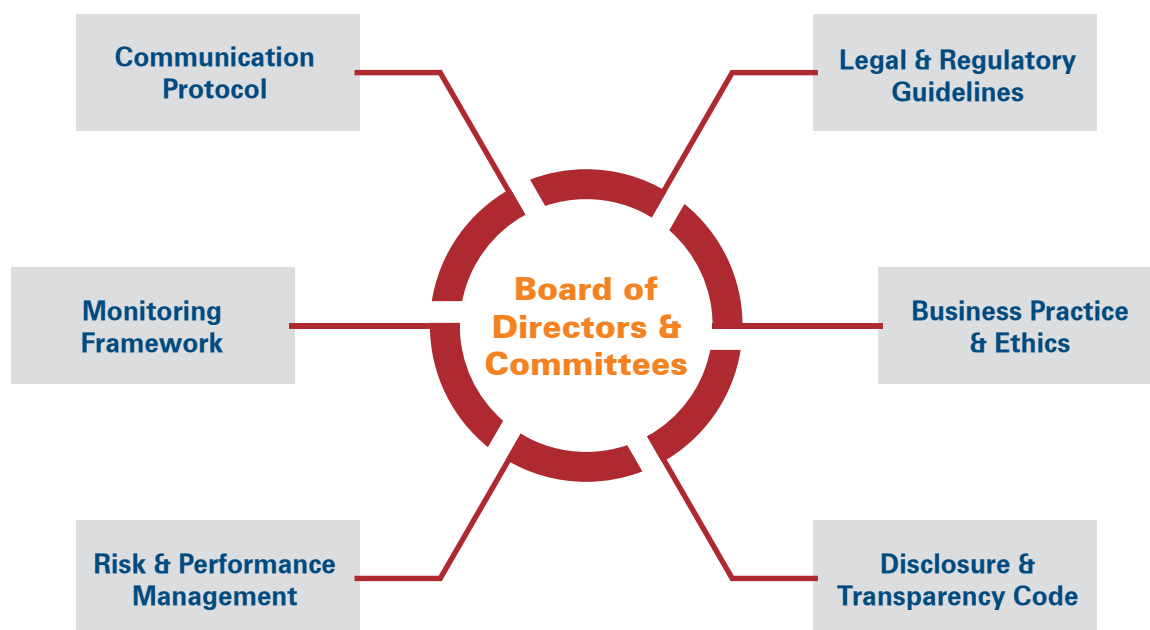 Communication
Protocol
Legal & Regulatory
Guidelines
Monitoring
Framework
Board of
Directors &
Committees
Business Practice
& Ethics
Risk & Performance
Management
Disclosure &
Transparency Code